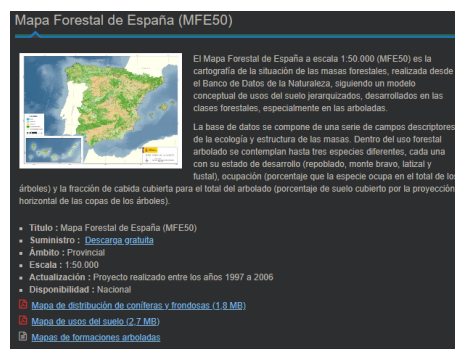 Mapa Forestal de España (MFE50)
El Mapa Forestal de España a escala 1:50.000 (MFE50) es la
cartografía de la situación de las masas forestales, realizada desde
el Banco de Datos de la Naturaleza, siguiendo un modelo
conceptual de usos del suelo jerarquizados, desarrollados en las
clases forestales, especialmente en las arboladas.
La base de datos se compone de una serie de campos descriptores
de la ecología y estructura de las masas. Dentro del uso forestal
arbolado se contemplan hasta tres especies diferentes, cada una
con su estado de desarrollo (repoblado, monte bravo, latizal y
fustal), ocupación (porcentaje que la especie ocupa en el total de los
árboles) y la fracción de cabida cubierta para el total del arbolado (porcentaje de suelo cubierto por la proyección
horizontal de las copas de los árboles).
Titulo : Mapa Forestal de España (MFE50)
Suministro : Descarga gratuita
Ámbito : Provincial
Escala : 1:50.000
Actualización : Proyecto realizado entre los años 1997 a 2006
Disponibilidad : Nacional
Mapa de distribución de coníferas y frondosas (1,8 MB)
Mapa de usos del suelo (2,7 MB)
Mapas de formaciones arboladas